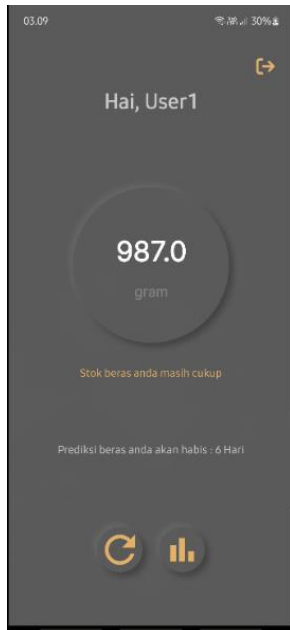 03.09
30%
Hai, User1
987.0
gram
Stok beras anda masih cukup
Prediksi beras anda akan habis : 6 Hari